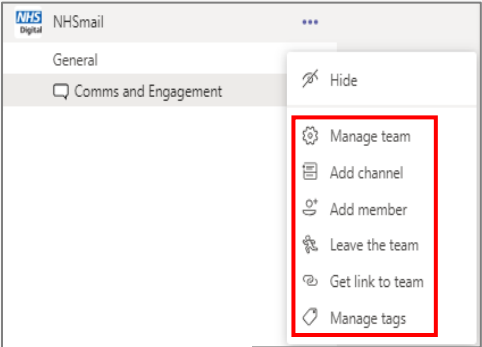 NHS
Digital
NHSmail
General
Comms and Engagement
Hide
Manage team
Add channel
Add member
Leave the team
Get link to team
Manage tags